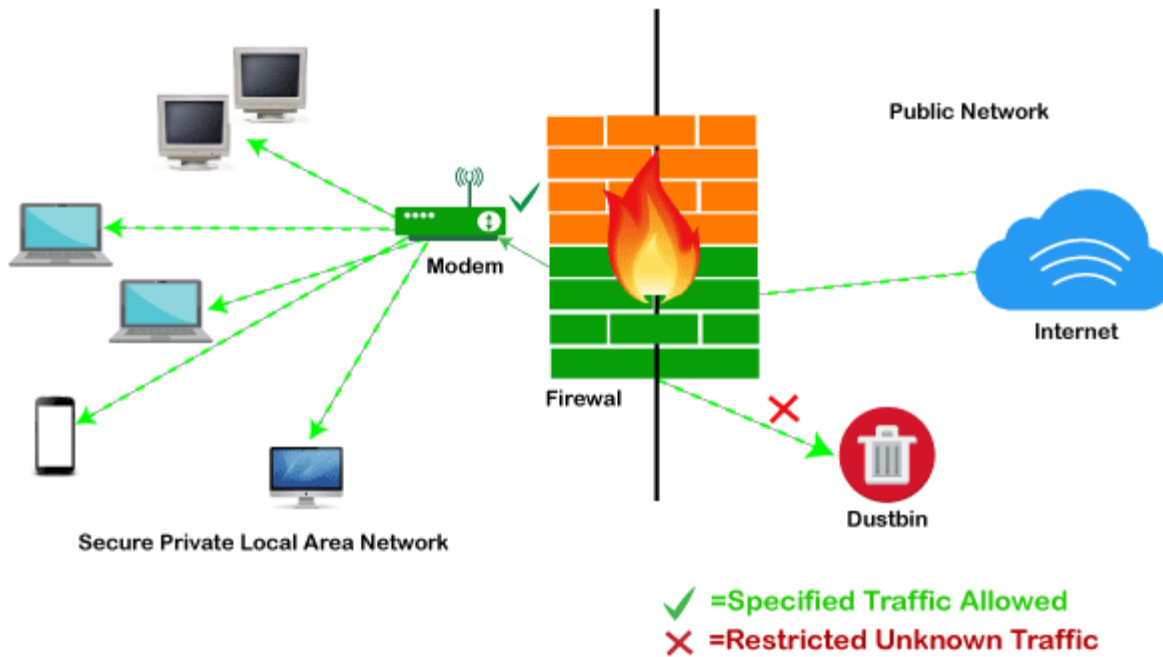 Public Network
Modem
Internet
Firewal
Dustbin
Secure Private Local Area Network
=Specified Traffic Allowed
=Restricted Unknown Traffic